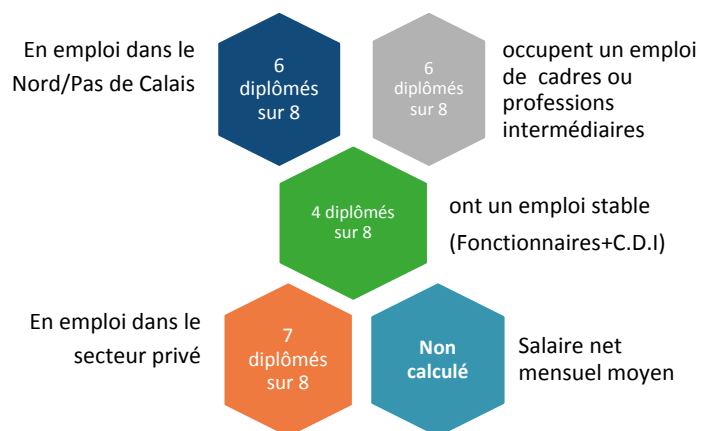 En emploi dans le
Nord/Pas de Calais
6
diplômés
sur 8
6
diplômés
sur 8
occupent un emploi
de cadres ou
professions
intermédiaires
4 diplômés
sur 8
ont un emploi stable
(Fonctionnaires+C.D.I)
En emploi dans le
secteur privé
7
diplômés
sur 8
Non
calculé
Salaire net
mensuel moyen